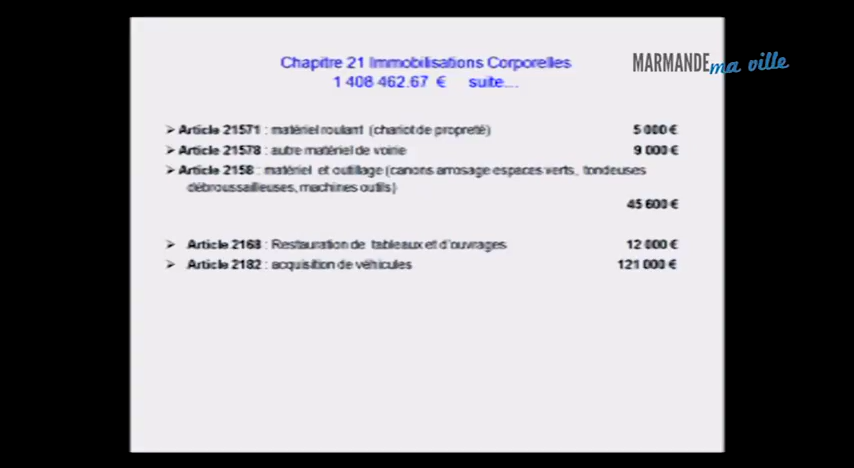 Chapitre 21 Immobilisations Corporelles
1 408 462.67 € suite....
MARMANDE ma ville
➢ Article 21571 : matériel roulant (chariot de propreté) 5 000 €
➢ Article 21578 : autre matériel de voirie 9 000 €
➢ Article 2158 : matériel et outillage (canons arrosage espaces verts, tondeuses
débroussailleuses, machines outils)
45 600 €
➢ Article 2168 : Restauration de tableaux et d'ouvrages 12 000 €
➢ Article 2182 : acquisition de véhicules 121 000 €